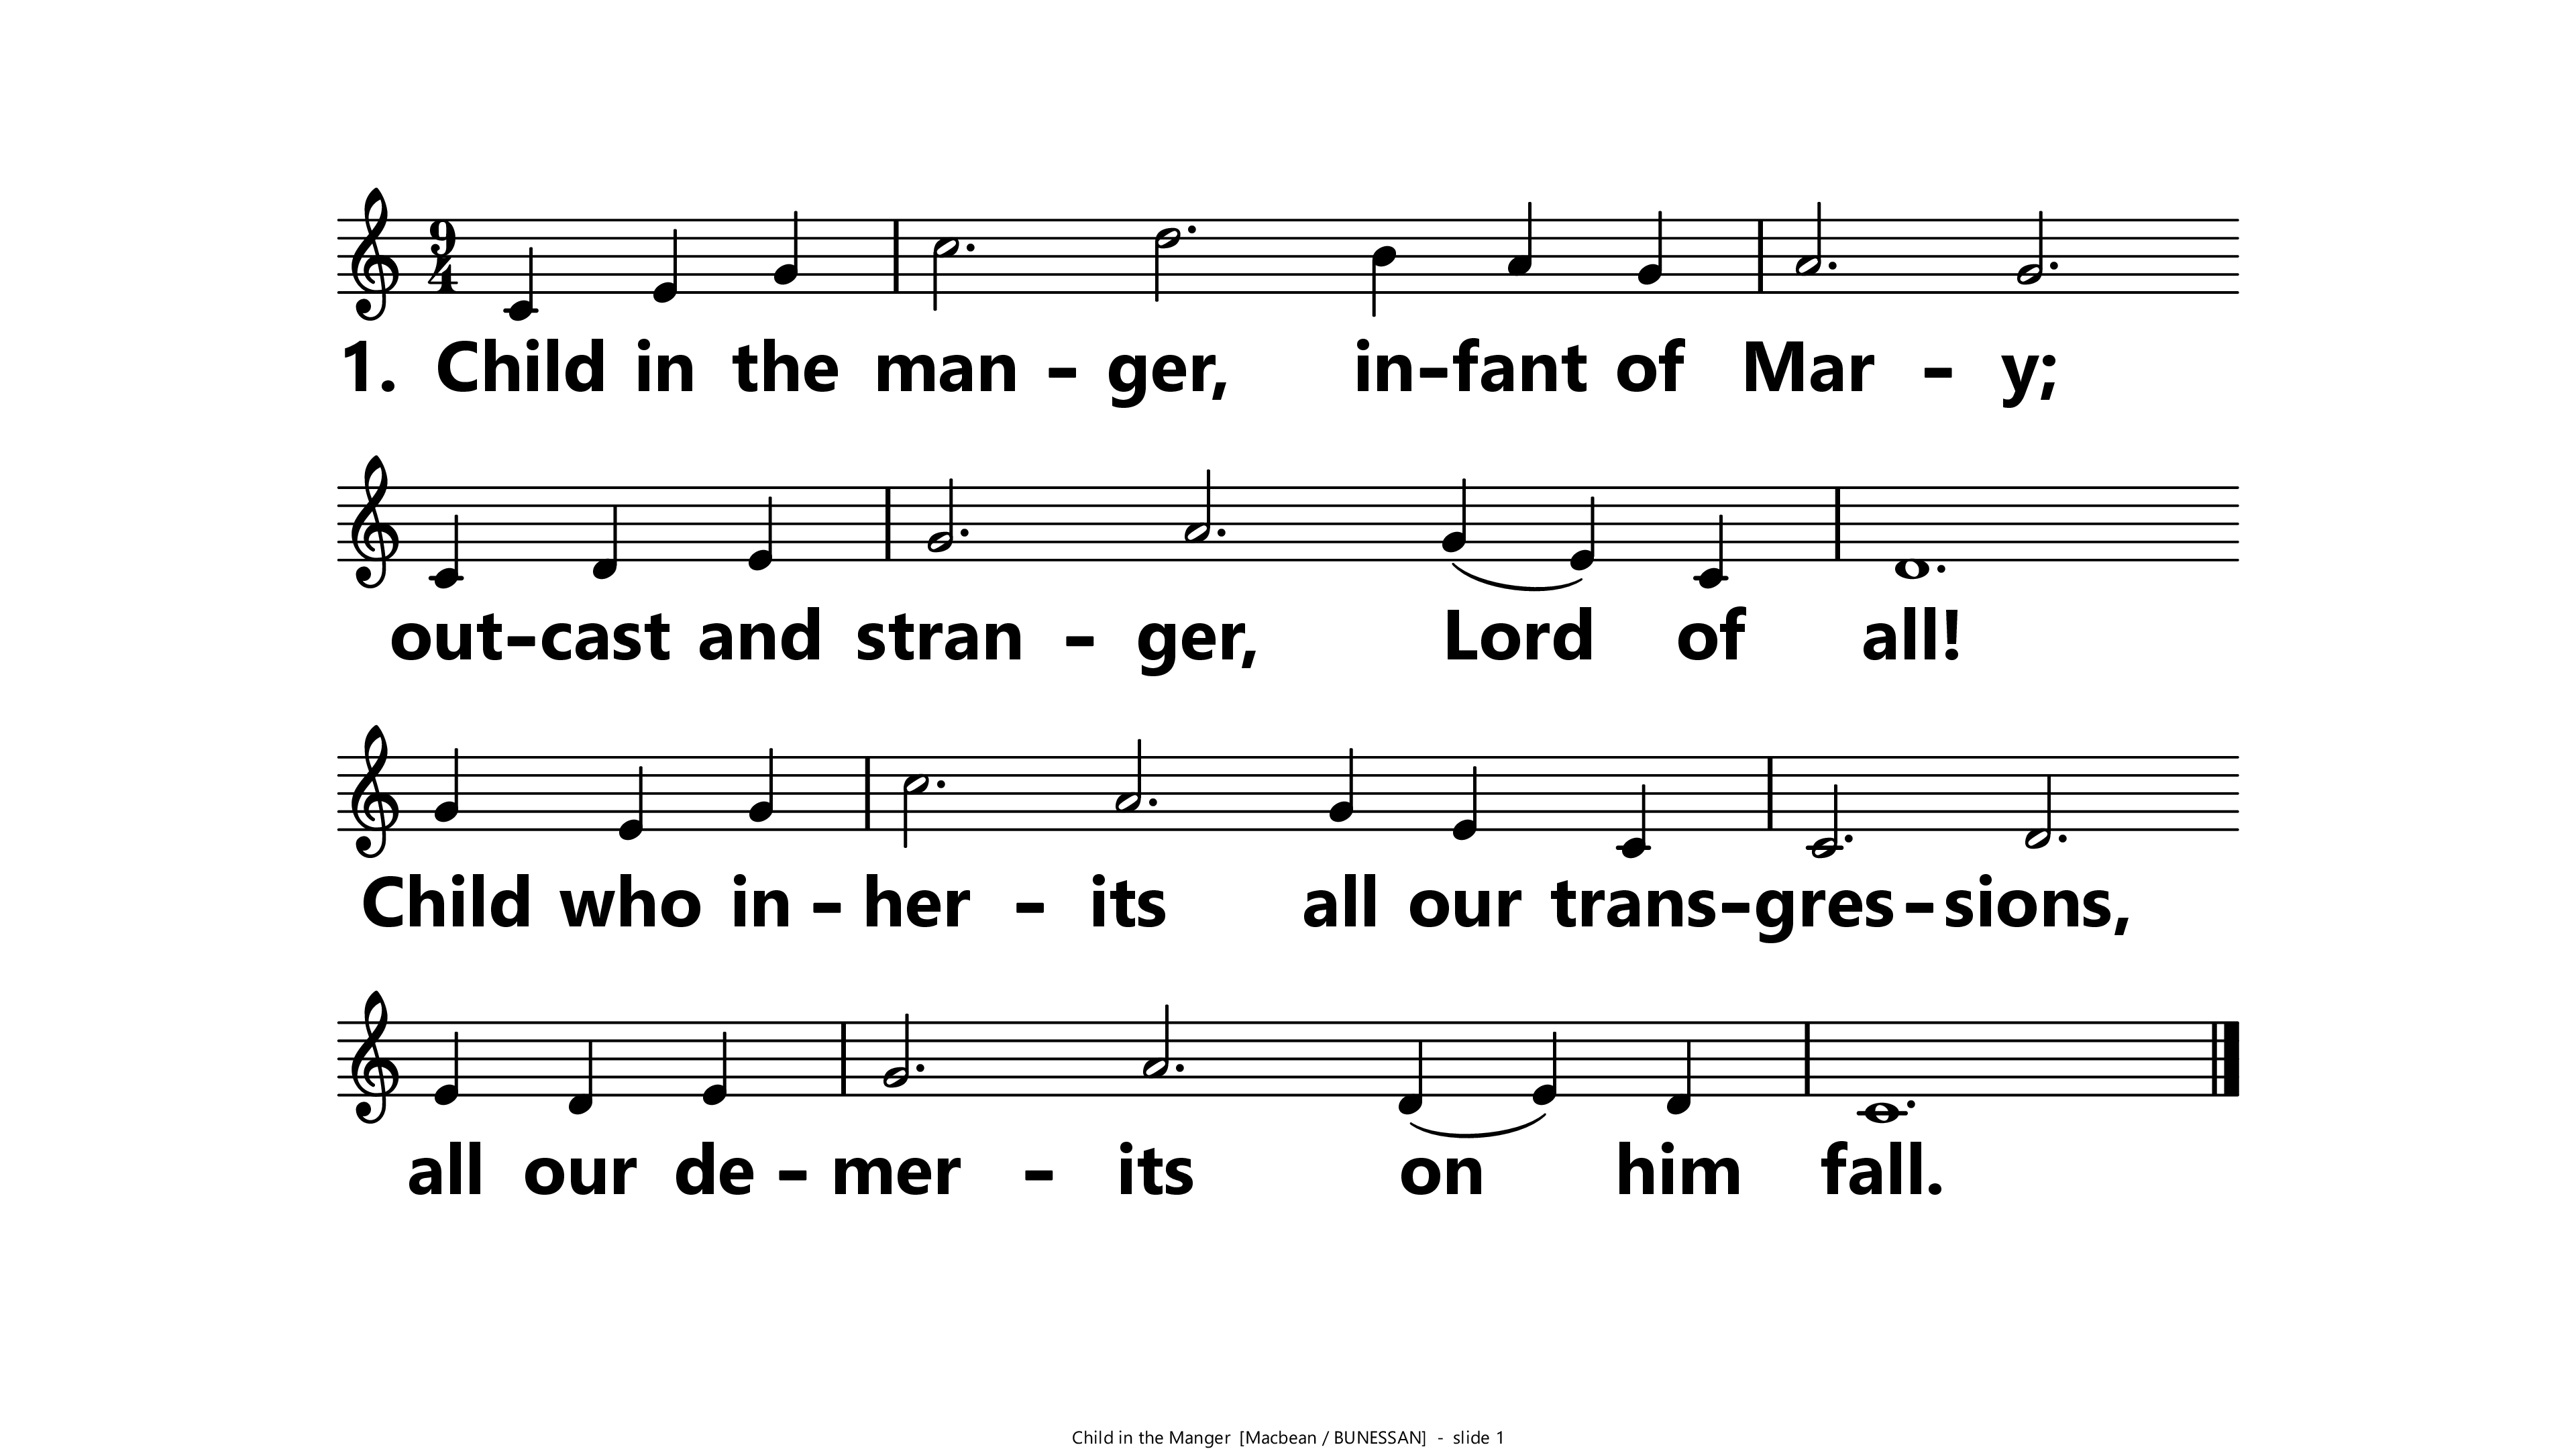 9
4
1. Child in the man - ger, in-fant of Mar - y;
out-cast and stran - ger, Lord of all!
Child who in - her - its all our trans-gres-sions,
all our de - mer - its on him fall.
Child in the Manger [Macbean / BUNESSAN] - slide 1